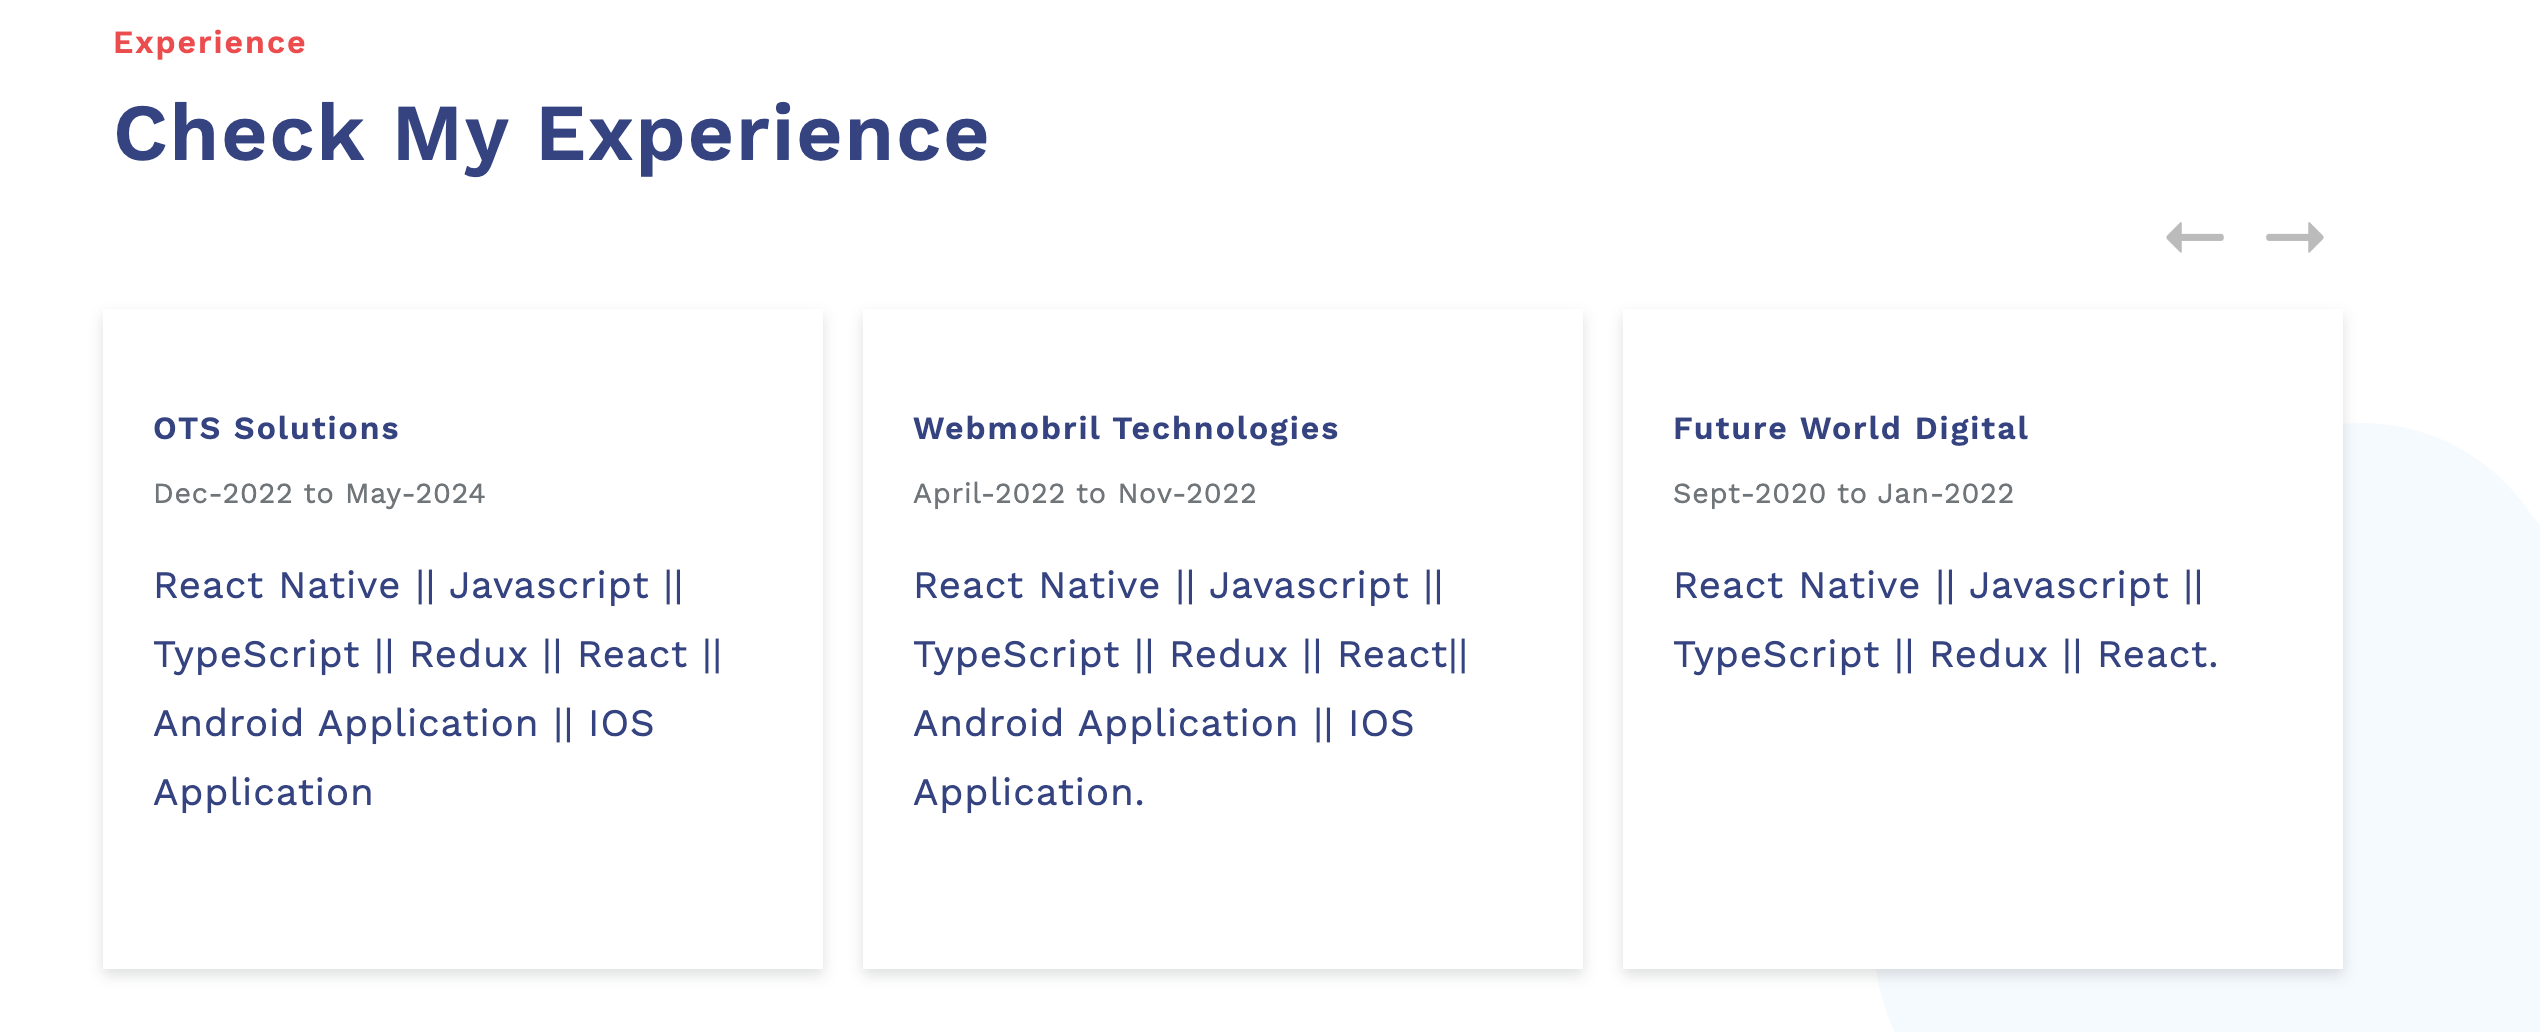 Experience
Check My Experience
OTS Solutions
Dec-2022 to May-2024
React Native || Javascript ||
TypeScript || Redux || React ||
Android Application || IOS
Application
Webmobril Technologies
April-2022 to Nov-2022
React Native || Javascript ||
TypeScript || Redux || React||
Android Application || IOS
Application.
Future World Digital
Sept-2020 to Jan-2022
React Native || Javascript ||
TypeScript || Redux || React.